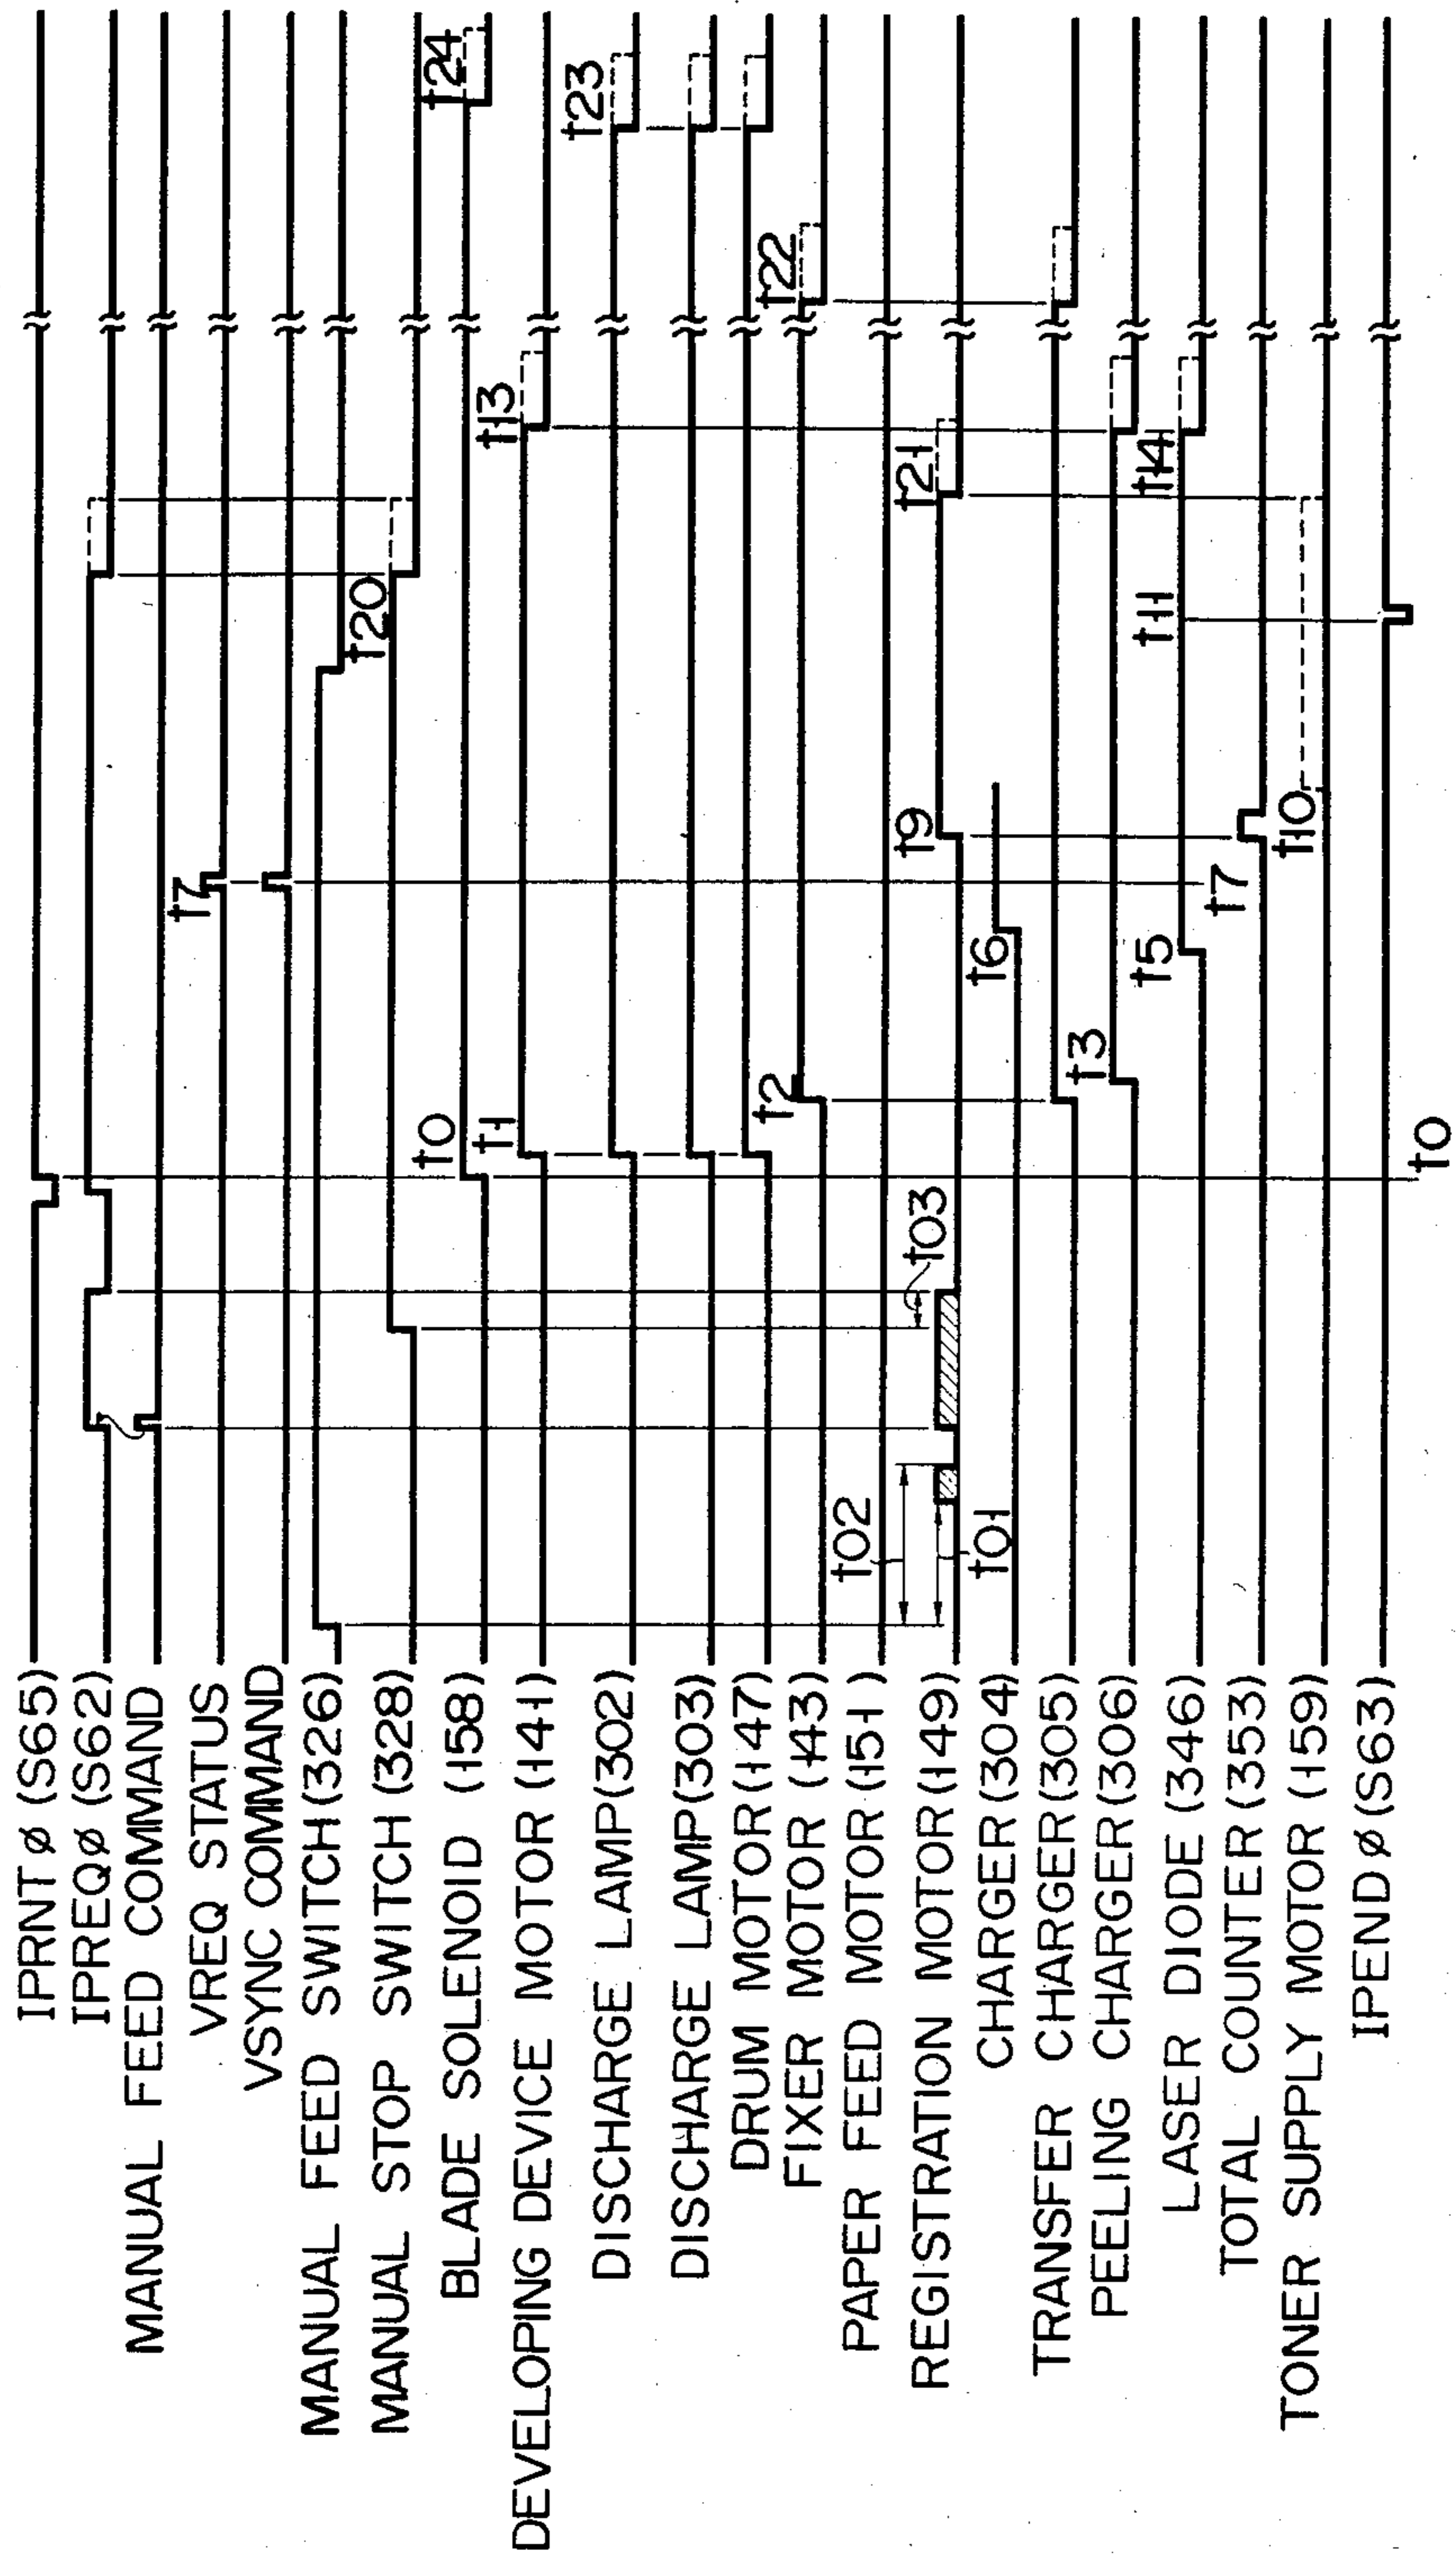 IPRNTφ (S65)
IPREQφ (S62)
MANUAL FEED COMMAND
VREQ STATUS
t7
VSYNC COMMAND
MANUAL FEED SWITCH (326)
MANUAL STOP SWITCH (328)
t20
BLADE SOLENOID (158)
t0
t24
DEVELOPING DEVICE MOTOR (141)
t1
t13
DISCHARGE LAMP (302)
t23
DISCHARGE LAMP (303)
DRUM MOTOR (147)
FIXER MOTOR (143)
t2
t22
PAPER FEED MOTOR (151)
REGISTRATION MOTOR (149)
t02
t01
t03
t9
t21
CHARGER (304)
t6
TRANSFER CHARGER (305)
PEELING CHARGER (306)
t3
LASER DIODE (346)
t5
t11
t14
TOTAL COUNTER (353)
t7
TONER SUPPLY MOTOR (159)
t10
IPENDφ (S63)
t0